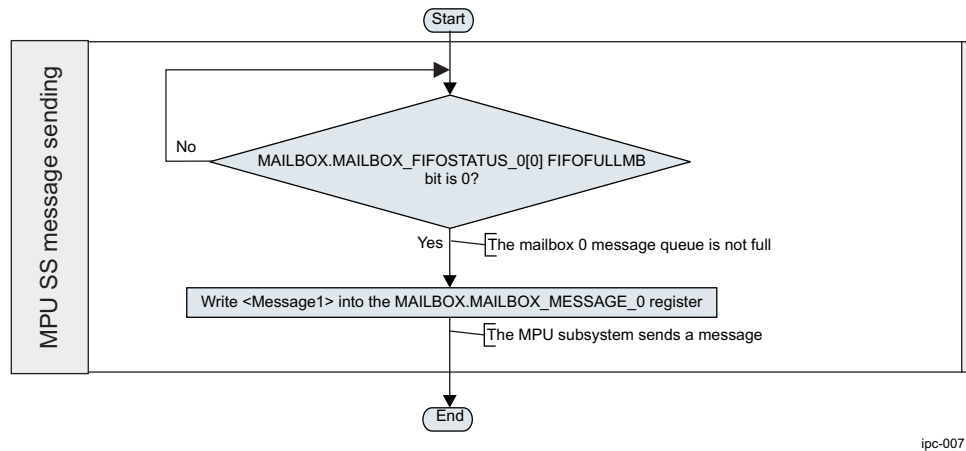 Start
MPU SS message sending
No
MAILBOX.MAILBOX_FIFOSTATUS_0[0] FIFOFULLMB
bit is 0?
Yes
The mailbox 0 message queue is not full
Write <Message1> into the MAILBOX.MAILBOX_MESSAGE_0 register
The MPU subsystem sends a message
End
ipc-007